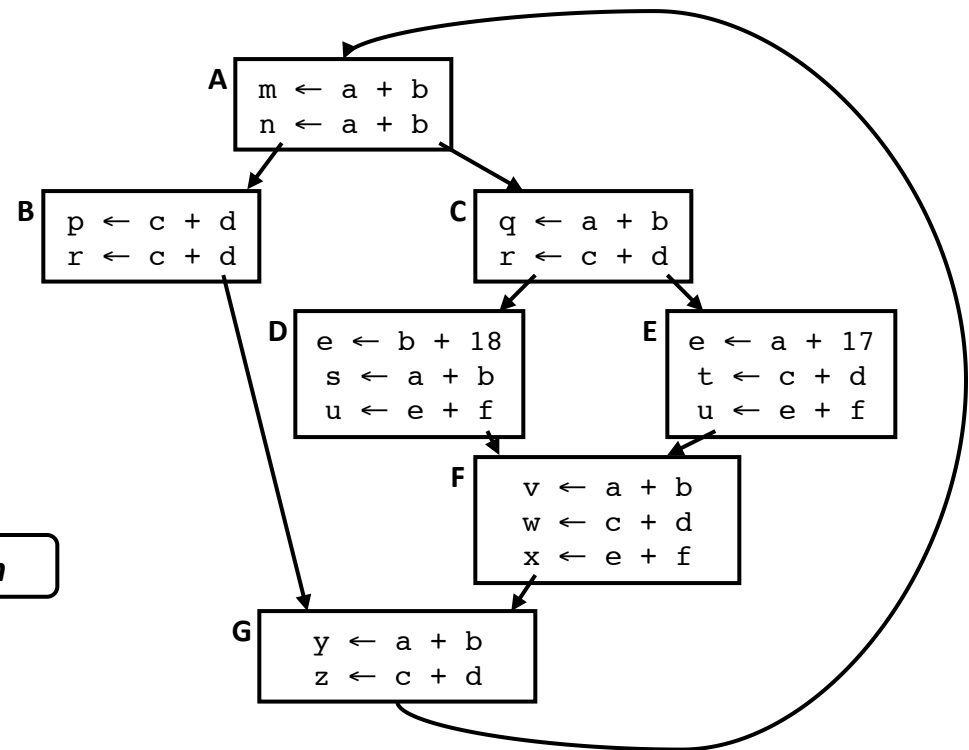 A
m ← a + b
n ← a + b
B
p ← c + d
r ← c + d
C
q ← a + b
r ← c + d
D
e ← b + 18
s ← a + b
u ← e + f
E
e ← a + 17
t ← c + d
u ← e + f
F
v ← a + b
w ← c + d
x ← e + f
G
y ← a + b
z ← c + d